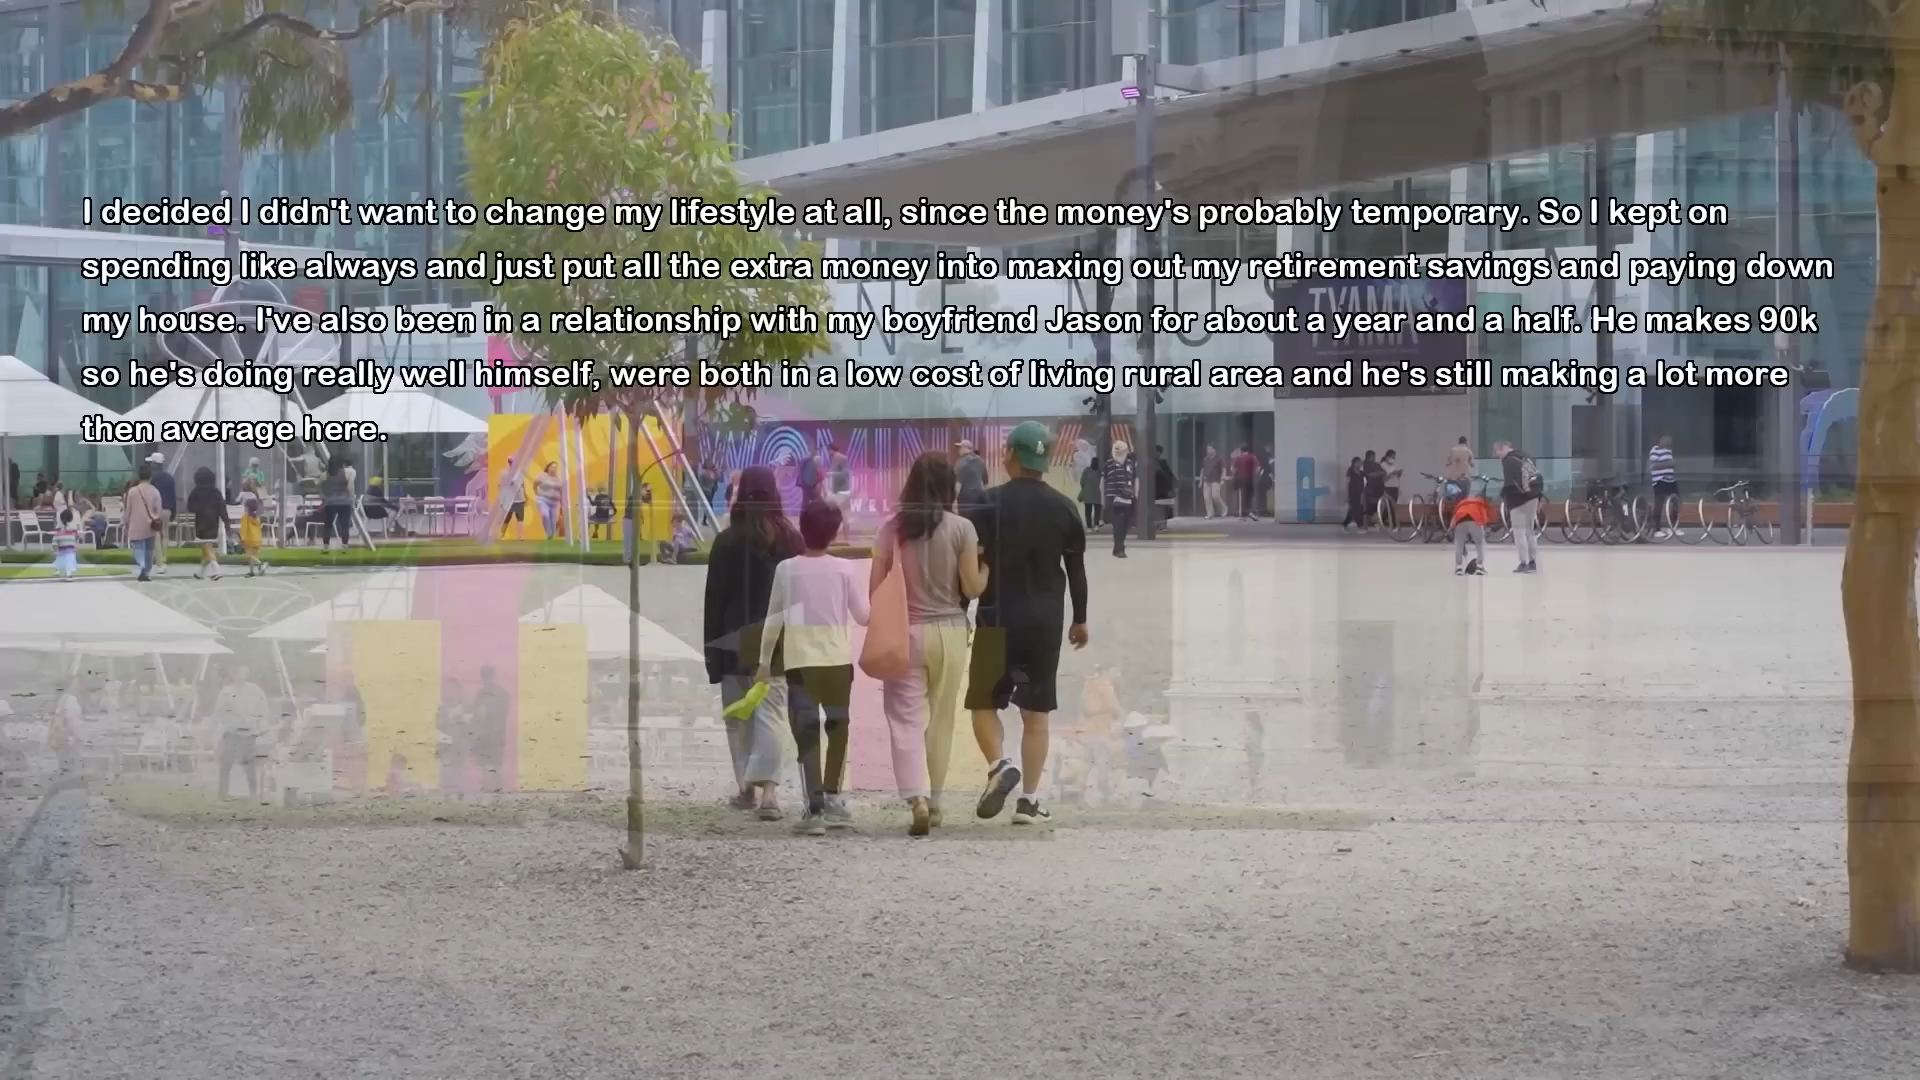 I decided I didn't want to change my lifestyle at all, since the money's probably temporary. So I kept on
spending like always and just put all the extra money into maxing out my retirement savings and paying down
my house. I've also been in a relationship with my boyfriend Jason for about a year and a half. He makes 90k
so he's doing really well himself, were both in a low cost of living rural area and he's still making a lot more
then average here.
TYAMA
WOMINJEKA